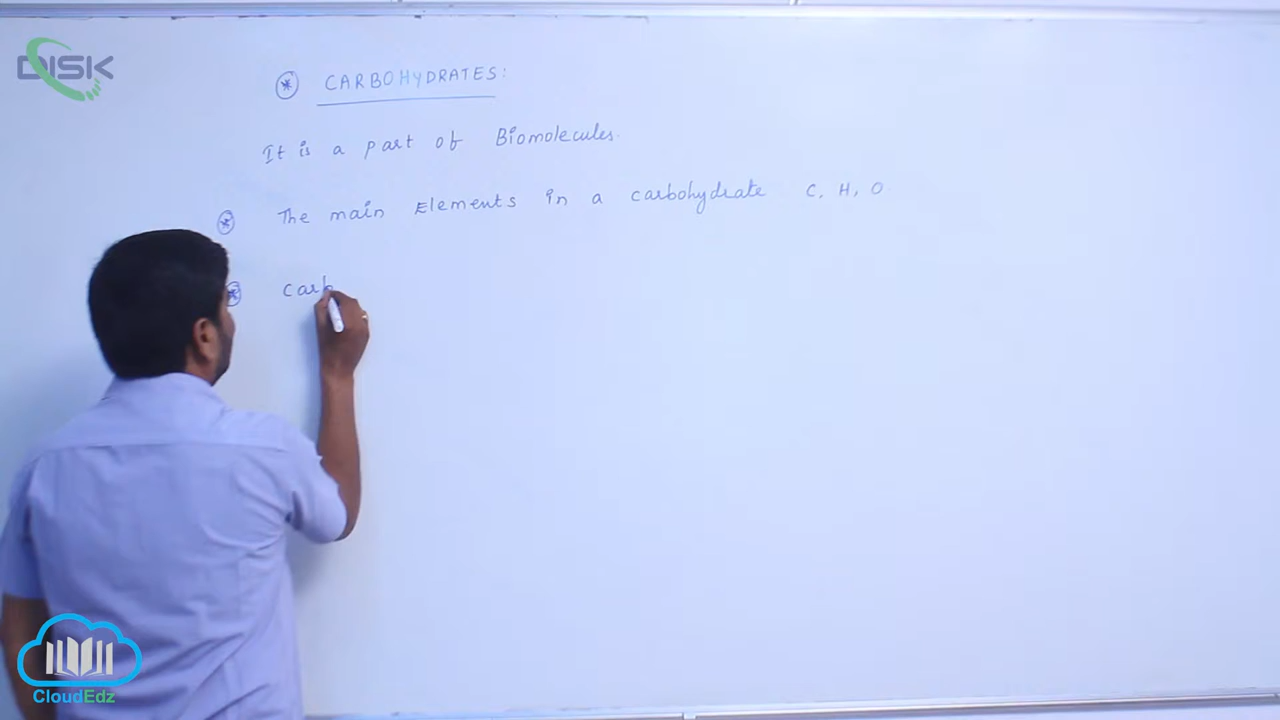 DISK
CARBOHYDRATES:
It is a part of Biomolecules.
The main Elements in a carbohydrate C, H, O
carb
CloudEdz